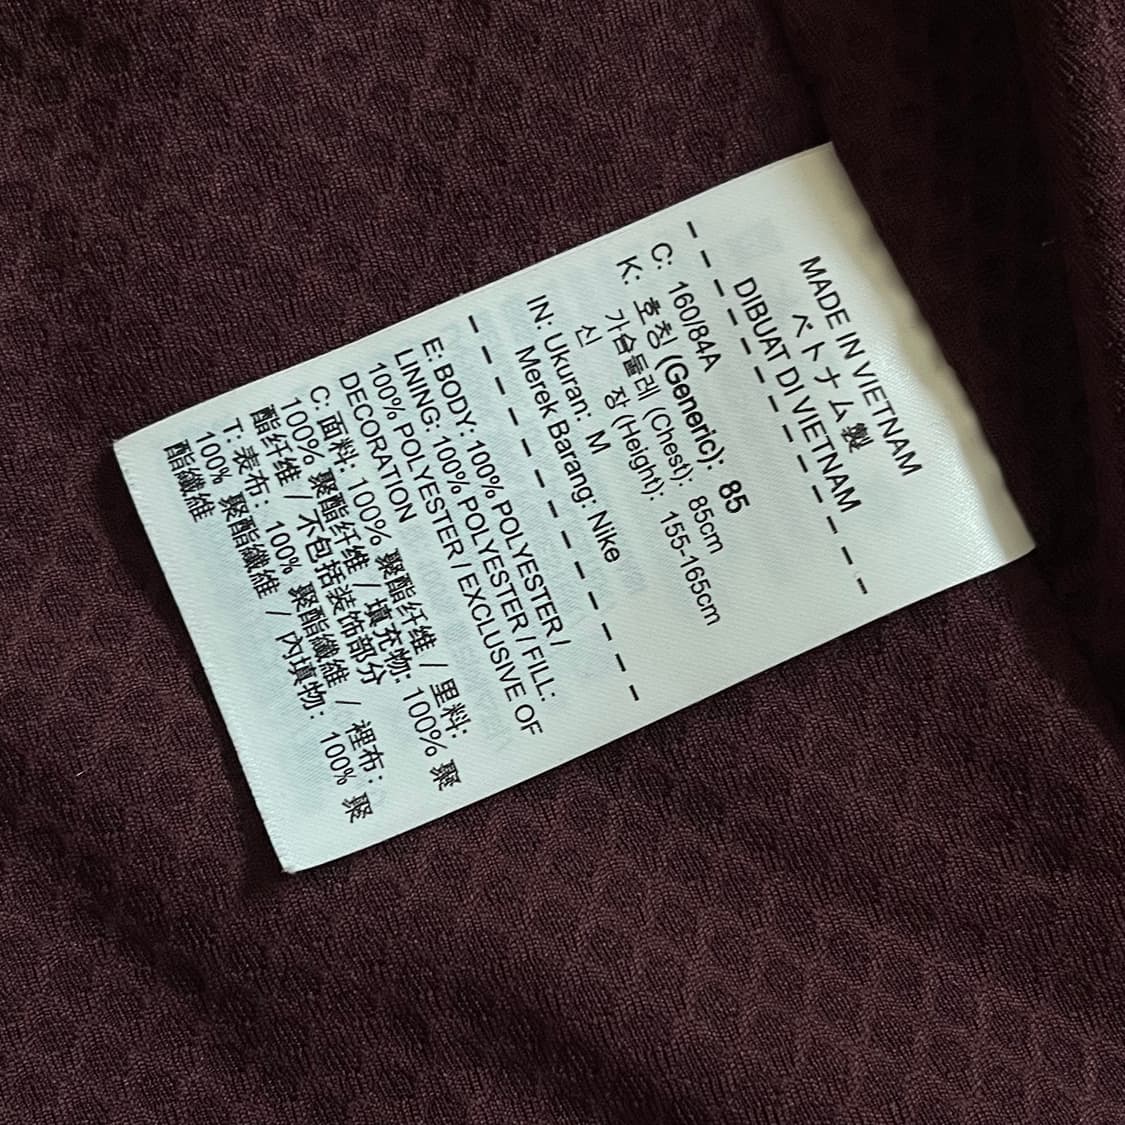 MADE IN VIETNAM
ベトナム製
DIBUAT DI VIETNAM
C: 160/84A
K: 호칭 (Generic): 85
가슴둘레 (Chest): 85cm
신 장 (Height): 155-165cm
IN: Ukuran: M
Merek Barang: Nike
E: BODY: 100% POLYESTER /
LINING: 100% POLYESTER / FILL:
100% POLYESTER / EXCLUSIVE OF
DECORATION
C: 面料: 100% 聚酯纤维 / 里料:
100% 聚酯纤维 / 填充物: 100% 聚
酯纤维 / 不包括装饰部分
T: 表布: 100% 聚酯纖維 / 裡布:
100% 聚酯纖維 / 內填物: 100% 聚
酯纖維